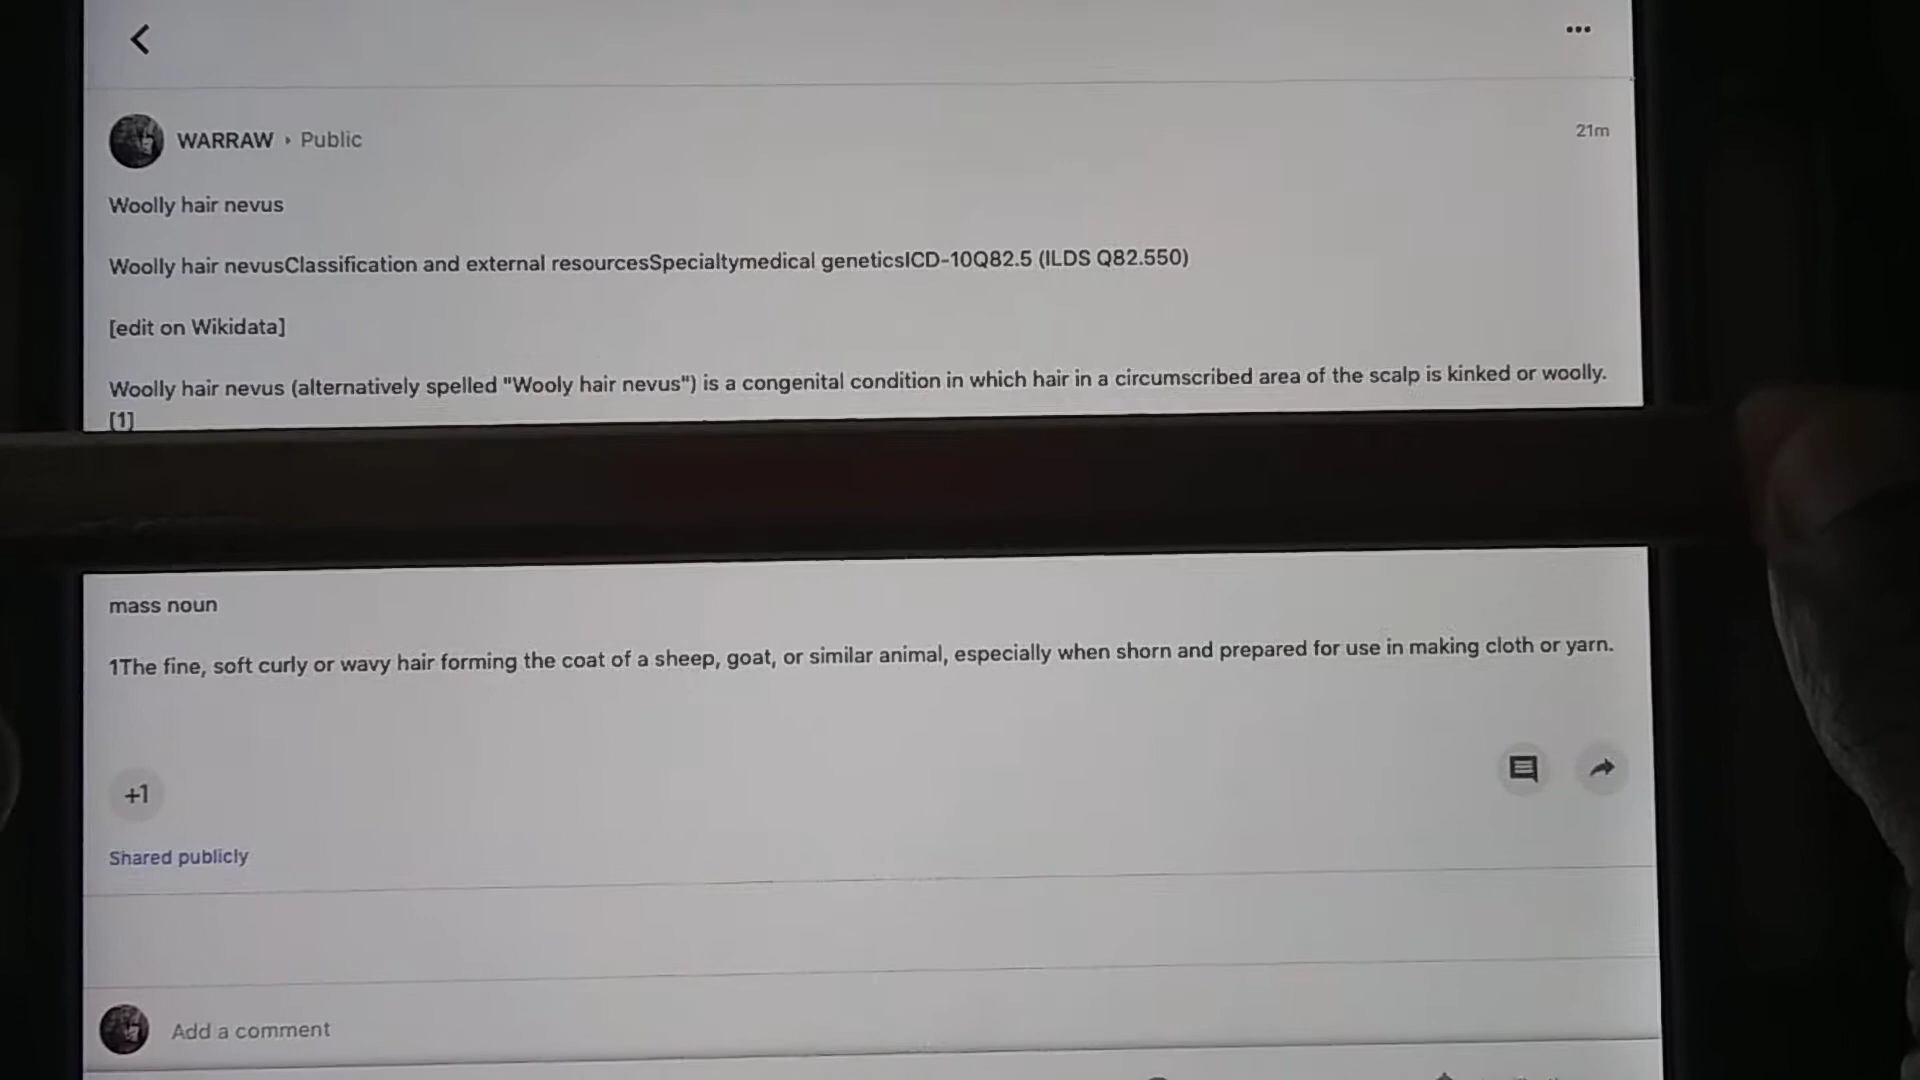 WARRAW › Public
21m
Woolly hair nevus
Woolly hair nevusClassification and external resourcesSpecialtymedical geneticsICD-10Q82.5 (ILDS Q82.550)
[edit on Wikidata]
Woolly hair nevus (alternatively spelled "Wooly hair nevus") is a congenital condition in which hair in a circumscribed area of the scalp is kinked or woolly.
[1]
mass noun
1The fine, soft curly or wavy hair forming the coat of a sheep, goat, or similar animal, especially when shorn and prepared for use in making cloth or yarn.
+1
Shared publicly
Add a comment